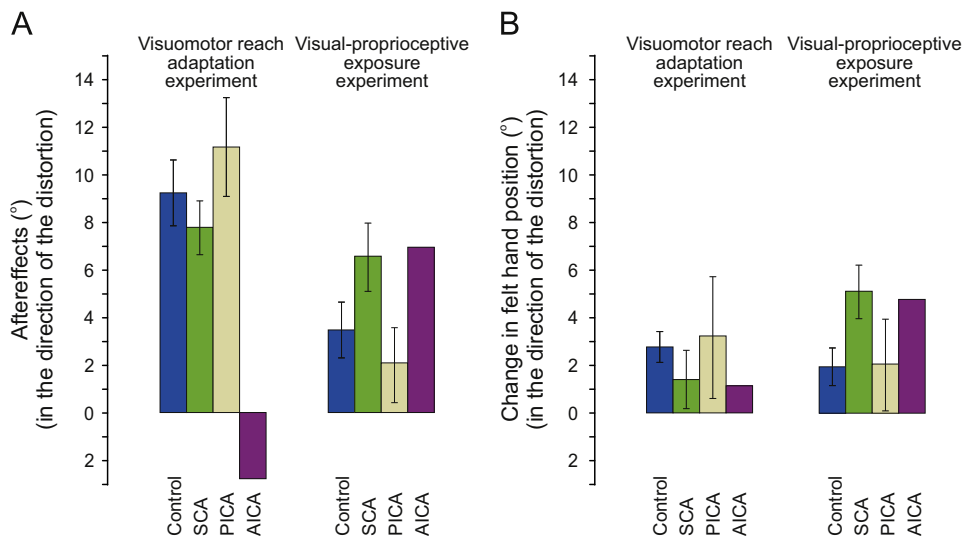 A
Visuomotor reach
adaptation
experiment
Visual-proprioceptive
exposure
experiment
Aftereffects (°)
(in the direction of the distortion)
14
12
10
8
6
4
2
0
2
Control
SCA
PICA
AICA
Control
SCA
PICA
AICA
B
Visuomotor reach
adaptation
experiment
Visual-proprioceptive
exposure
experiment
Change in felt hand position (°)
(in the direction of the distortion)
14
12
10
8
6
4
2
0
2
Control
SCA
PICA
AICA
Control
SCA
PICA
AICA